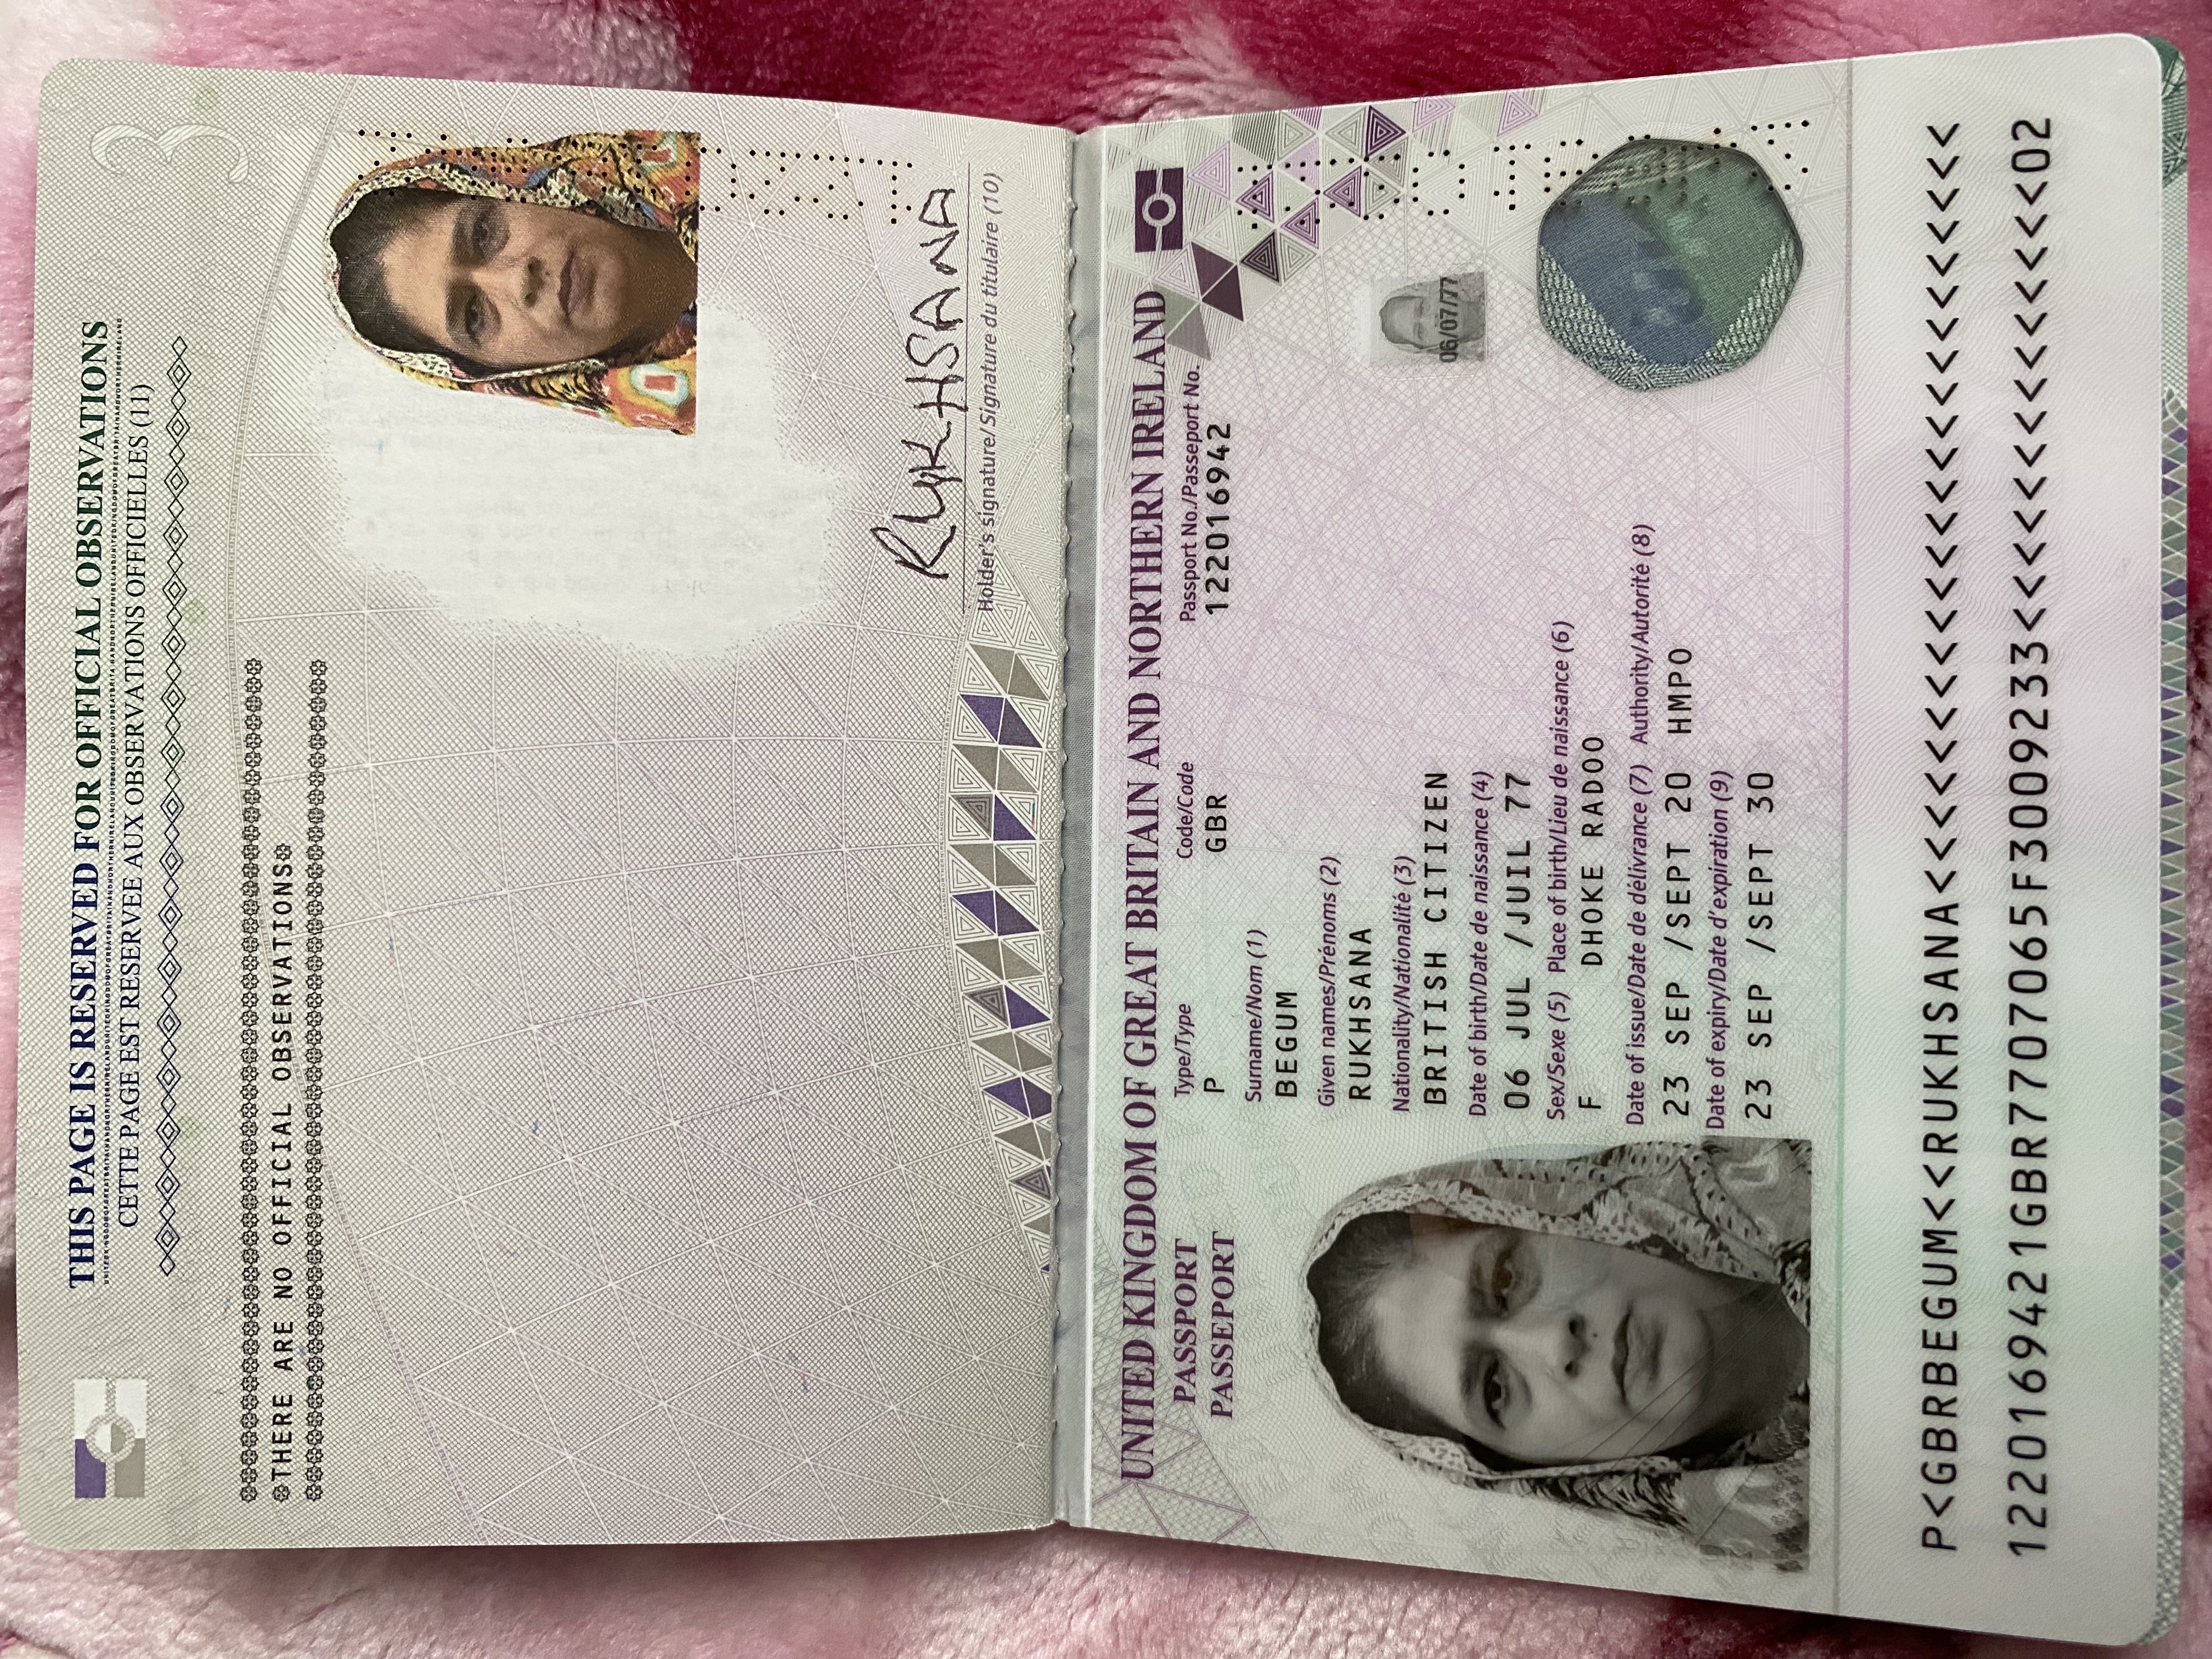 THIS PAGE IS RESERVED FOR OFFICIAL OBSERVATIONS
CETTE PAGE EST RESERVEE AUX OBSERVATIONS OFFICIELLES (11)
THERE ARE NO OFFICIAL OBSERVATIONS
RUKHSANA
Holder's signature/Signature du titulaire (10)
UNITED KINGDOM OF GREAT BRITAIN AND NORTHERN IRELAND
PASSPORT
PASSEPORT
Type/Type Code/Code Passport No./Passeport No.
P GBR 122016942
Surname/Nom (1)
BEGUM
Given names/Prénoms (2)
RUKHSANA
Nationality/Nationalité (3)
BRITISH CITIZEN
Date of birth/Date de naissance (4)
06 JUL /JUIL 77
06/07/77
Sex/Sexe (5) Place of birth/Lieu de naissance (6)
F DHOKE RADOO
Date of issue/Date de délivrance (7) Authority/Autorité (8)
23 SEP /SEPT 20 HMPO
Date of expiry/Date d'expiration (9)
23 SEP /SEPT 30
P<GBRBEGUM<<RUKHSANA<<<<<<<<<<<<<<<<<<<<<<<<
1220169421GBR7707065F3009233<<<<<<<<<<<<<<02